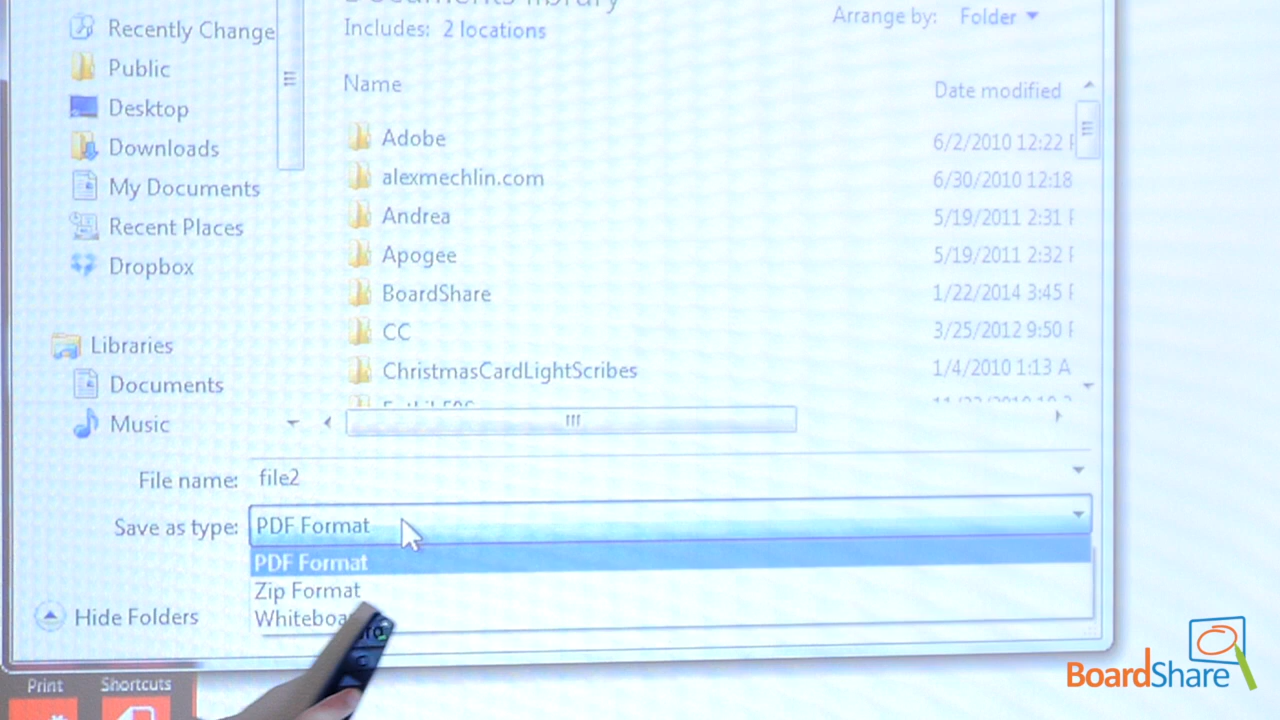 Documents library
Includes: 2 locations
Arrange by: Folder
Recently Change
Public
Desktop
Downloads
My Documents
Recent Places
Dropbox
Libraries
Documents
Music
Name
Date modified
Adobe
6/2/2010 12:22
alexmechlin.com
6/30/2010 12:18
Andrea
5/19/2011 2:31
Apogee
5/19/2011 2:32
BoardShare
1/22/2014 3:45
CC
3/25/2012 9:50
ChristmasCardLightScribes
1/4/2010 1:13 A
File name: file2
Save as type: PDF Format
PDF Format
Zip Format
Whiteboa
Hide Folders
Print
Shortcuts
BoardShare